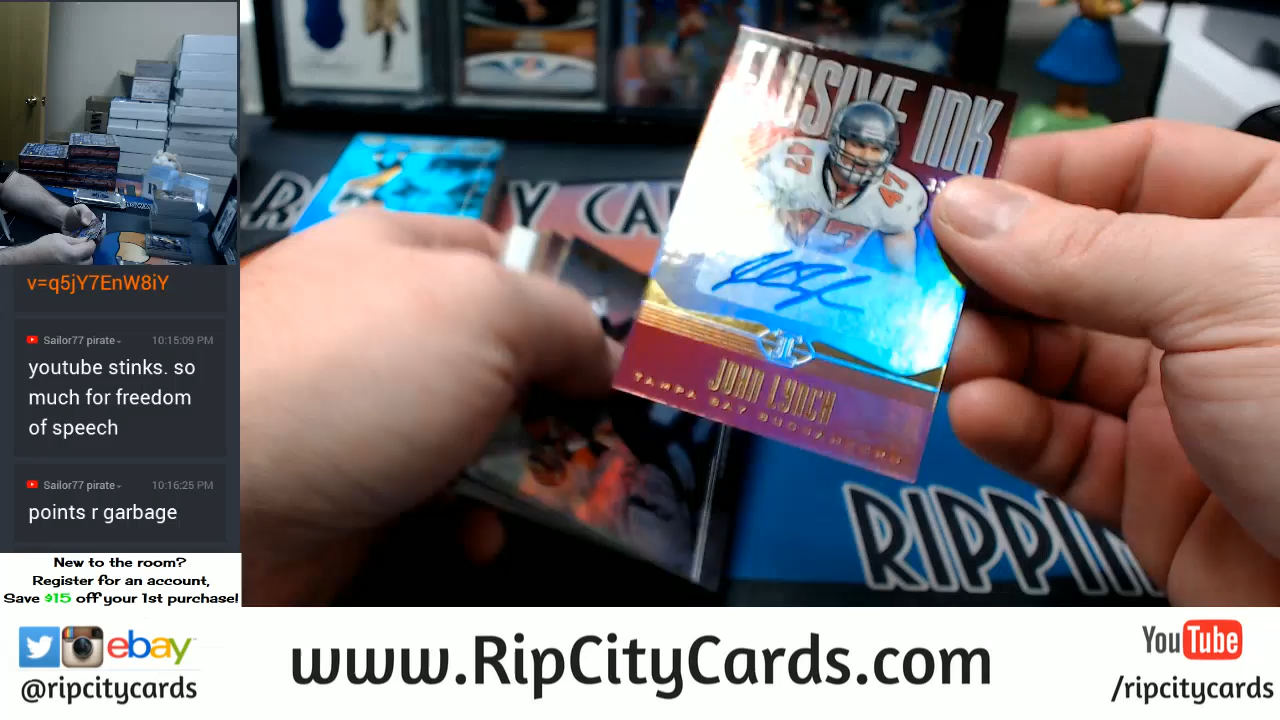 v=q5jY7EnW8iY
Sailor77 pirate
10:15:09 PM
youtube stinks. so
much for freedom
of speech
Sailor77 pirate
10:16:25 PM
points r garbage
New to the room?
Register for an account,
Save $15 off your 1st purchase!
ELUSIVE INK
47
JOHN LYNCH
TAMPA BAY BUCCANEERS
RIPPIN
ebay
@ripcitycards
www.RipCityCards.com
YouTube
/ripcitycards